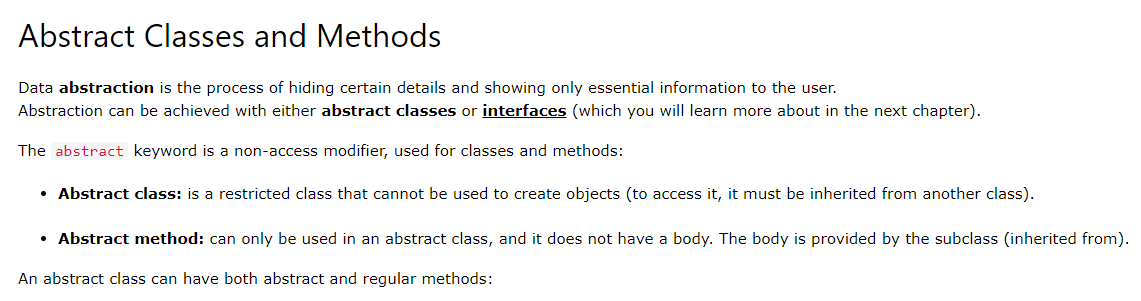 Abstract Classes and Methods
Data abstraction is the process of hiding certain details and showing only essential information to the user.
Abstraction can be achieved with either abstract classes or interfaces (which you will learn more about in the next chapter).
The abstract keyword is a non-access modifier, used for classes and methods:
• Abstract class: is a restricted class that cannot be used to create objects (to access it, it must be inherited from another class).
• Abstract method: can only be used in an abstract class, and it does not have a body. The body is provided by the subclass (inherited from).
An abstract class can have both abstract and regular methods: